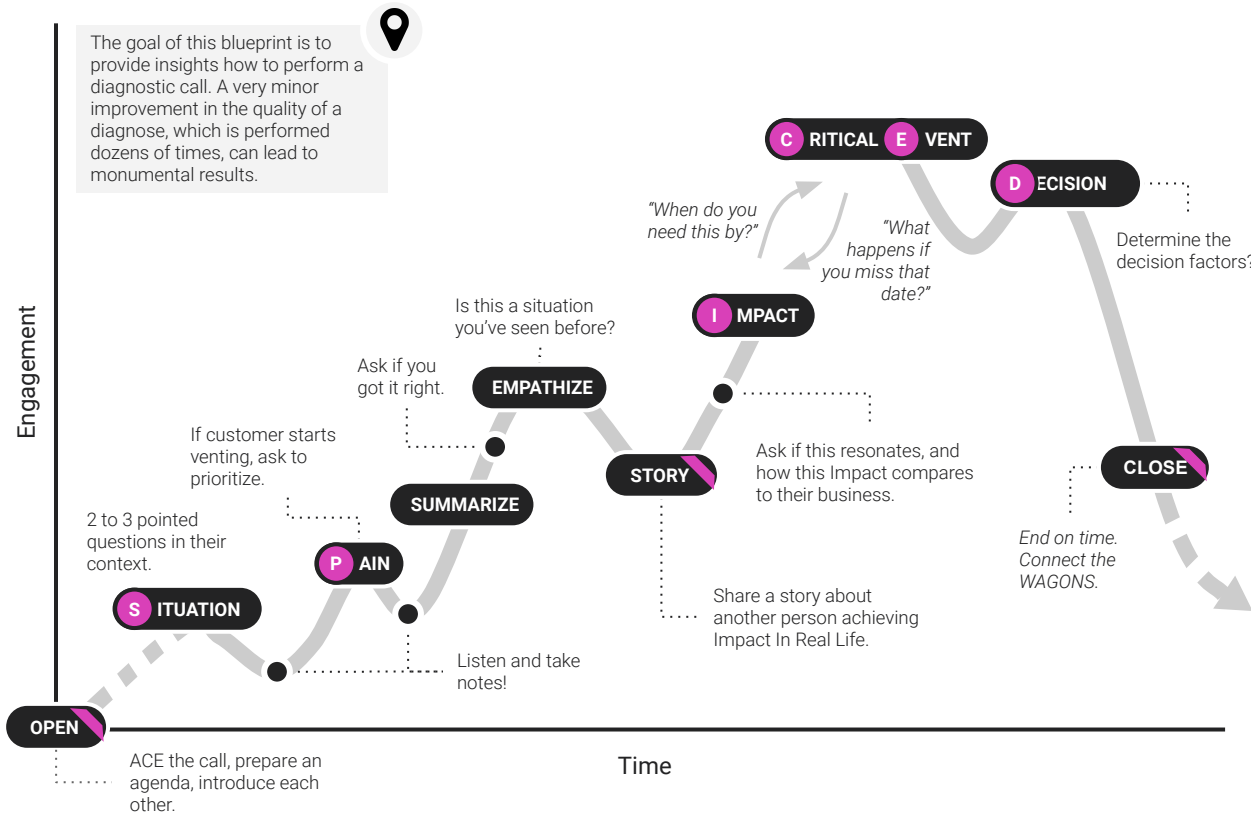 The goal of this blueprint is to
provide insights how to perform a
diagnostic call. A very minor
improvement in the quality of a
diagnose, which is performed
dozens of times, can lead to
monumental results.
CRITICAL EVENT
DECISION
"When do you
need this by?"
"What
happens if
you miss that
date?"
Determine the
decision factors?
IMPACT
Is this a situation
you've seen before?
Ask if you
got it right.
EMPATHIZE
Engagement
If customer starts
venting, ask to
prioritize.
STORY
Ask if this resonates, and
how this Impact compares
to their business.
CLOSE
SUMMARIZE
2 to 3 pointed
questions in their
context.
PAIN
End on time.
Connect the
WAGONS.
SITUATION
Share a story about
another person achieving
Impact In Real Life.
Listen and take
notes!
OPEN
ACE the call, prepare an
agenda, introduce each
other.
Time